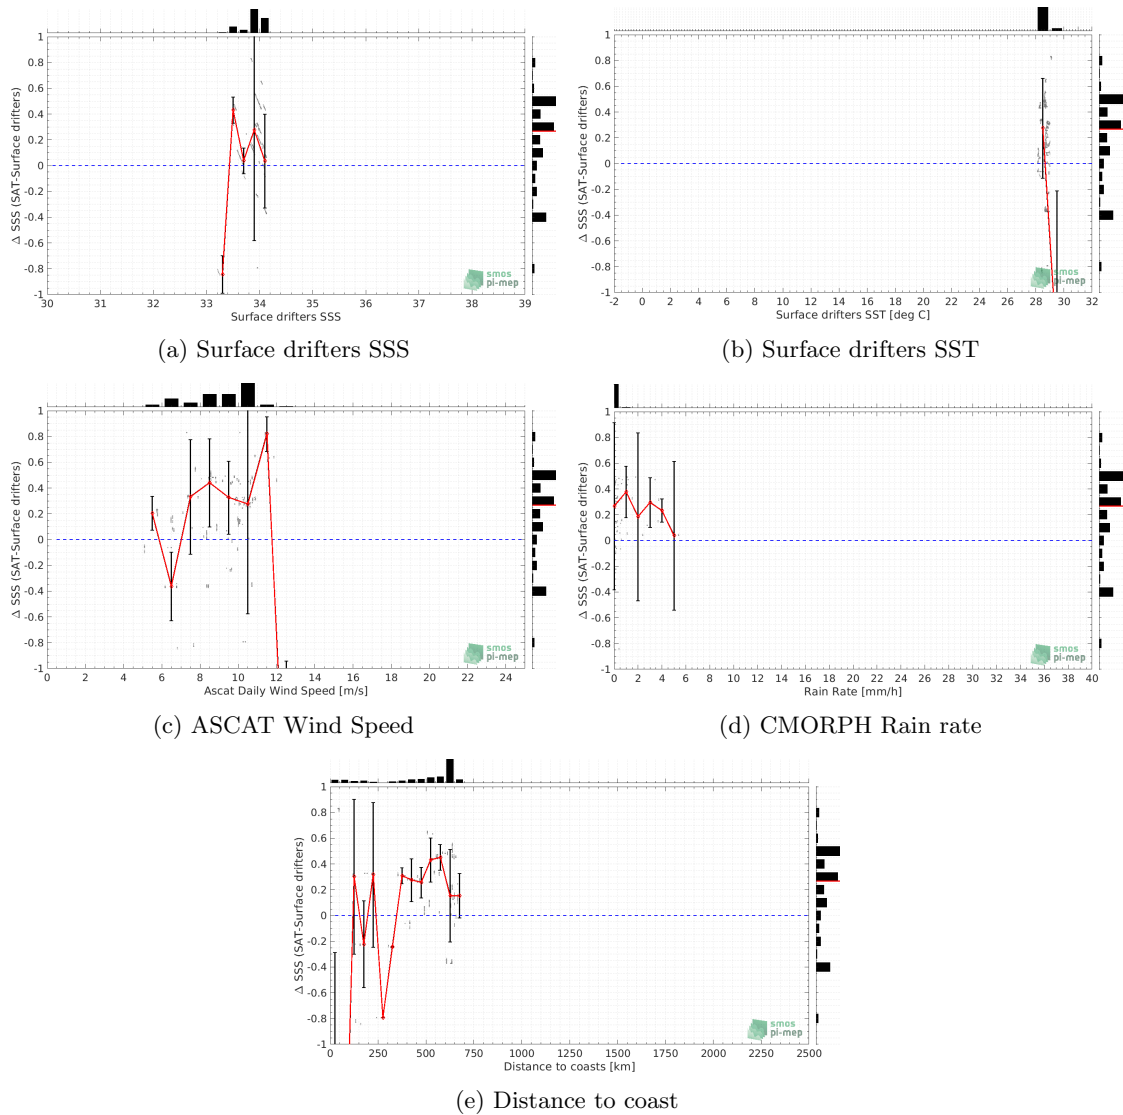 1
0.8
0.6
0.4
0.2
0
-0.2
-0.4
-0.6
-0.8
-1
Δ SSS (SAT-Surface drifters)
30 31 32 33 34 35 36 37 38 39
Surface drifters SSS
smos
pi-mep
(a) Surface drifters SSS
1
0.8
0.6
0.4
0.2
0
-0.2
-0.4
-0.6
-0.8
-1
Δ SSS (SAT-Surface drifters)
-2 0 2 4 6 8 10 12 14 16 18 20 22 24 26 28 30 32
Surface drifters SST [deg C]
smos
pi-mep
(b) Surface drifters SST
1
0.8
0.6
0.4
0.2
0
-0.2
-0.4
-0.6
-0.8
-1
Δ SSS (SAT-Surface drifters)
0 2 4 6 8 10 12 14 16 18 20 22 24
Ascat Daily Wind Speed [m/s]
smos
pi-mep
(c) ASCAT Wind Speed
1
0.8
0.6
0.4
0.2
0
-0.2
-0.4
-0.6
-0.8
-1
Δ SSS (SAT-Surface drifters)
0 2 4 6 8 10 12 14 16 18 20 22 24 26 28 30 32 34 36 38 40
Rain Rate [mm/h]
smos
pi-mep
(d) CMORPH Rain rate
1
0.8
0.6
0.4
0.2
0
-0.2
-0.4
-0.6
-0.8
-1
Δ SSS (SAT-Surface drifters)
0 250 500 750 1000 1250 1500 1750 2000 2250 2500
Distance to coasts [km]
smos
pi-mep
(e) Distance to coast